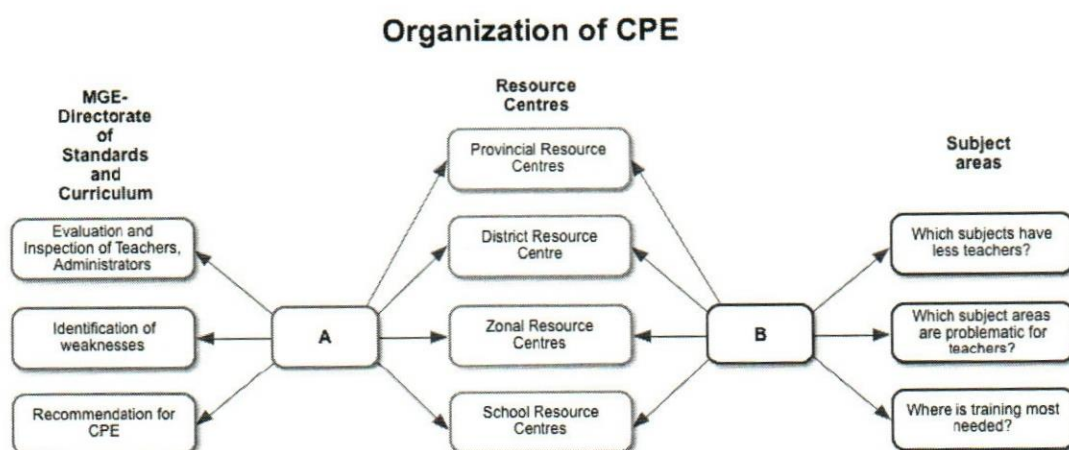 Organization of CPE
MGE-
Directorate
of
Standards
and
Curriculum
Evaluation and
Inspection of Teachers,
Administrators
Identification of
weaknesses
Recommendation for
CPE
A
Resource
Centres
Provincial Resource
Centres
District Resource
Centre
Zonal Resource
Centres
School Resource
Centres
B
Subject
areas
Which subjects have
less teachers?
Which subject areas
are problematic for
teachers?
Where is training most
needed?